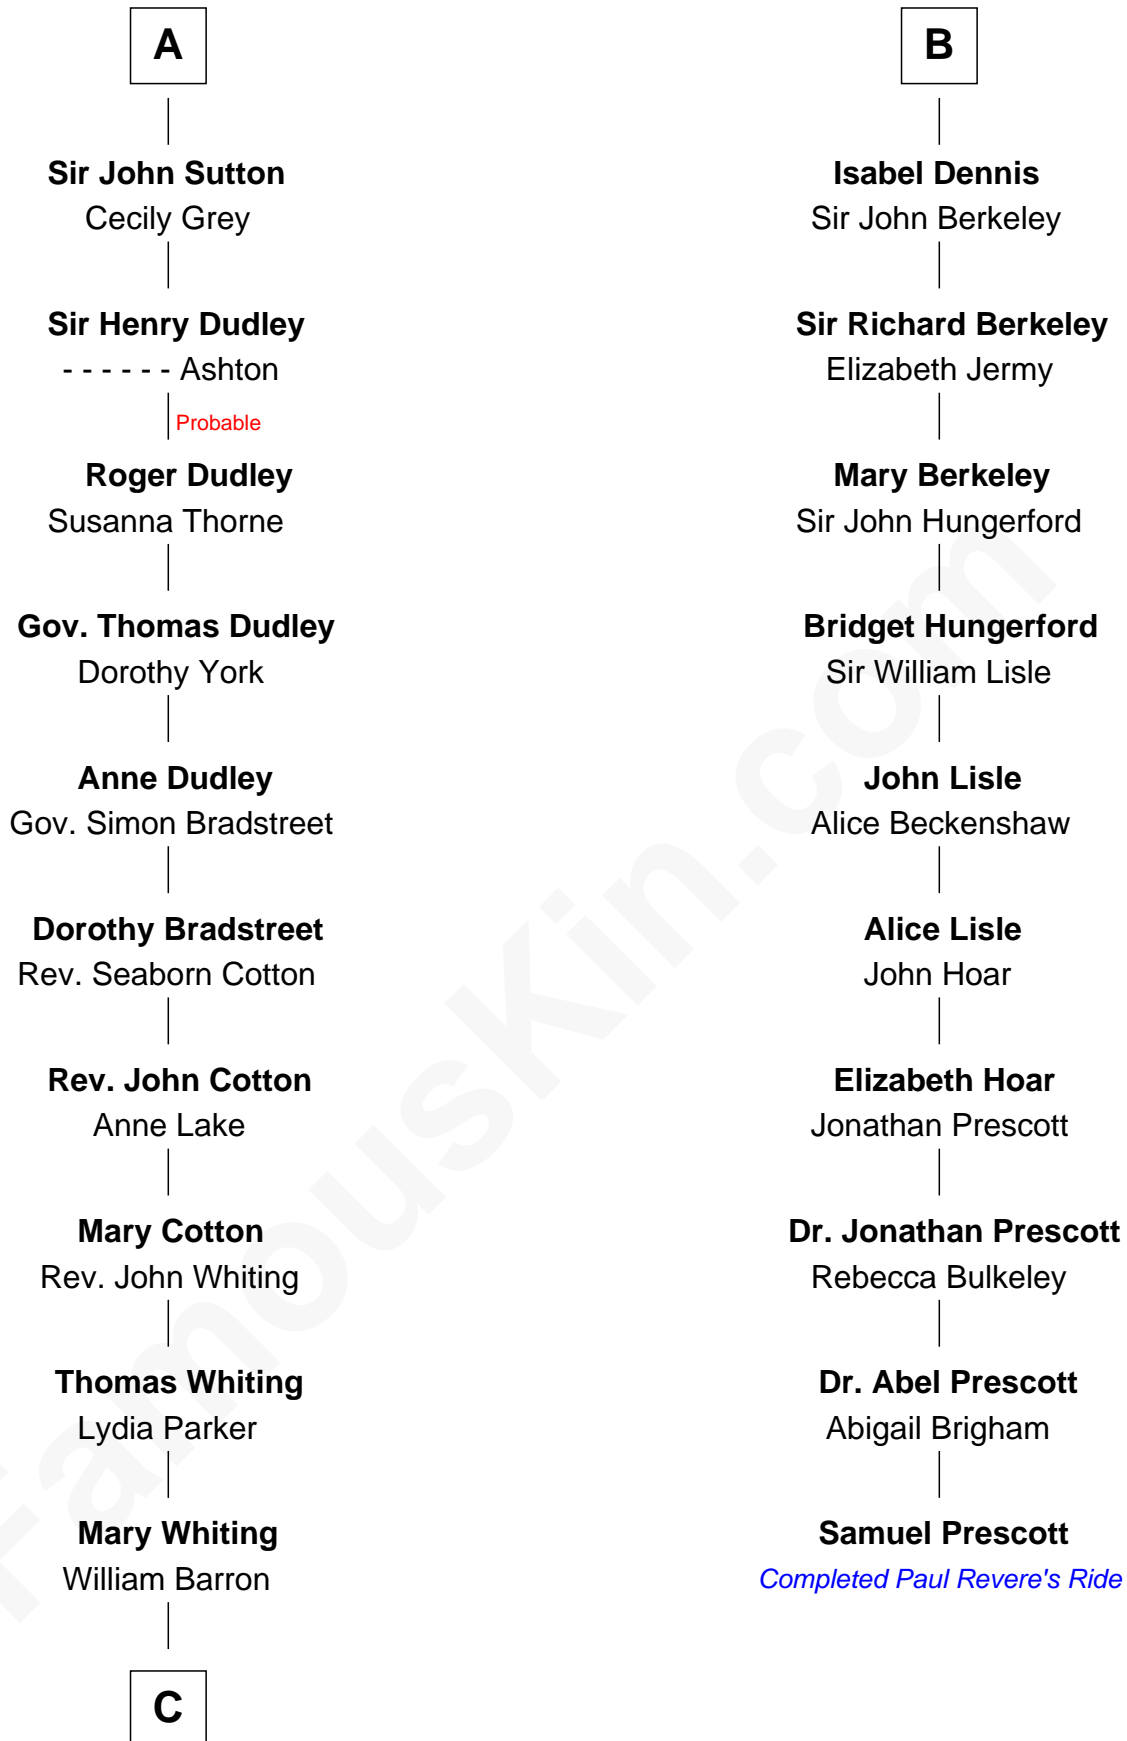 A
Sir John Sutton
Cecily Grey
Sir Henry Dudley
- - - - - - Ashton
Probable
Roger Dudley
Susanna Thorne
Gov. Thomas Dudley
Dorothy York
Anne Dudley
Gov. Simon Bradstreet
Dorothy Bradstreet
Rev. Seaborn Cotton
Rev. John Cotton
Anne Lake
Mary Cotton
Rev. John Whiting
Thomas Whiting
Lydia Parker
Mary Whiting
William Barron
C
B
Isabel Dennis
Sir John Berkeley
Sir Richard Berkeley
Elizabeth Jermy
Mary Berkeley
Sir John Hungerford
Bridget Hungerford
Sir William Lisle
John Lisle
Alice Beckenshaw
Alice Lisle
John Hoar
Elizabeth Hoar
Jonathan Prescott
Dr. Jonathan Prescott
Rebecca Bulkeley
Dr. Abel Prescott
Abigail Brigham
Samuel Prescott
Completed Paul Revere's Ride
FamousKin.com